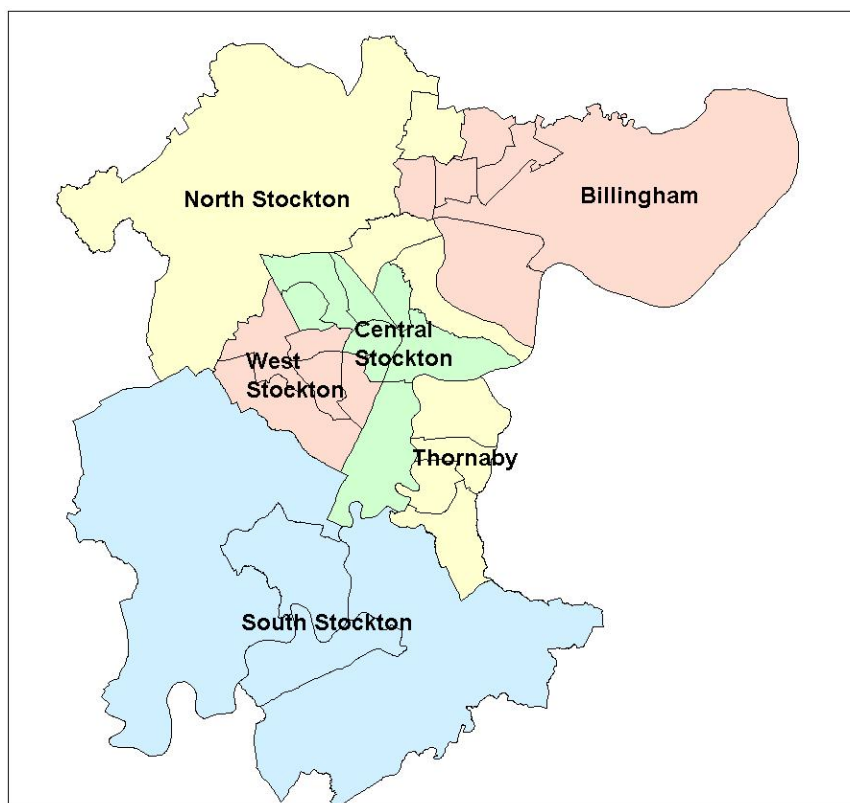 North Stockton
Billingham
Central
Stockton
West
Stockton
Thornaby
South Stockton